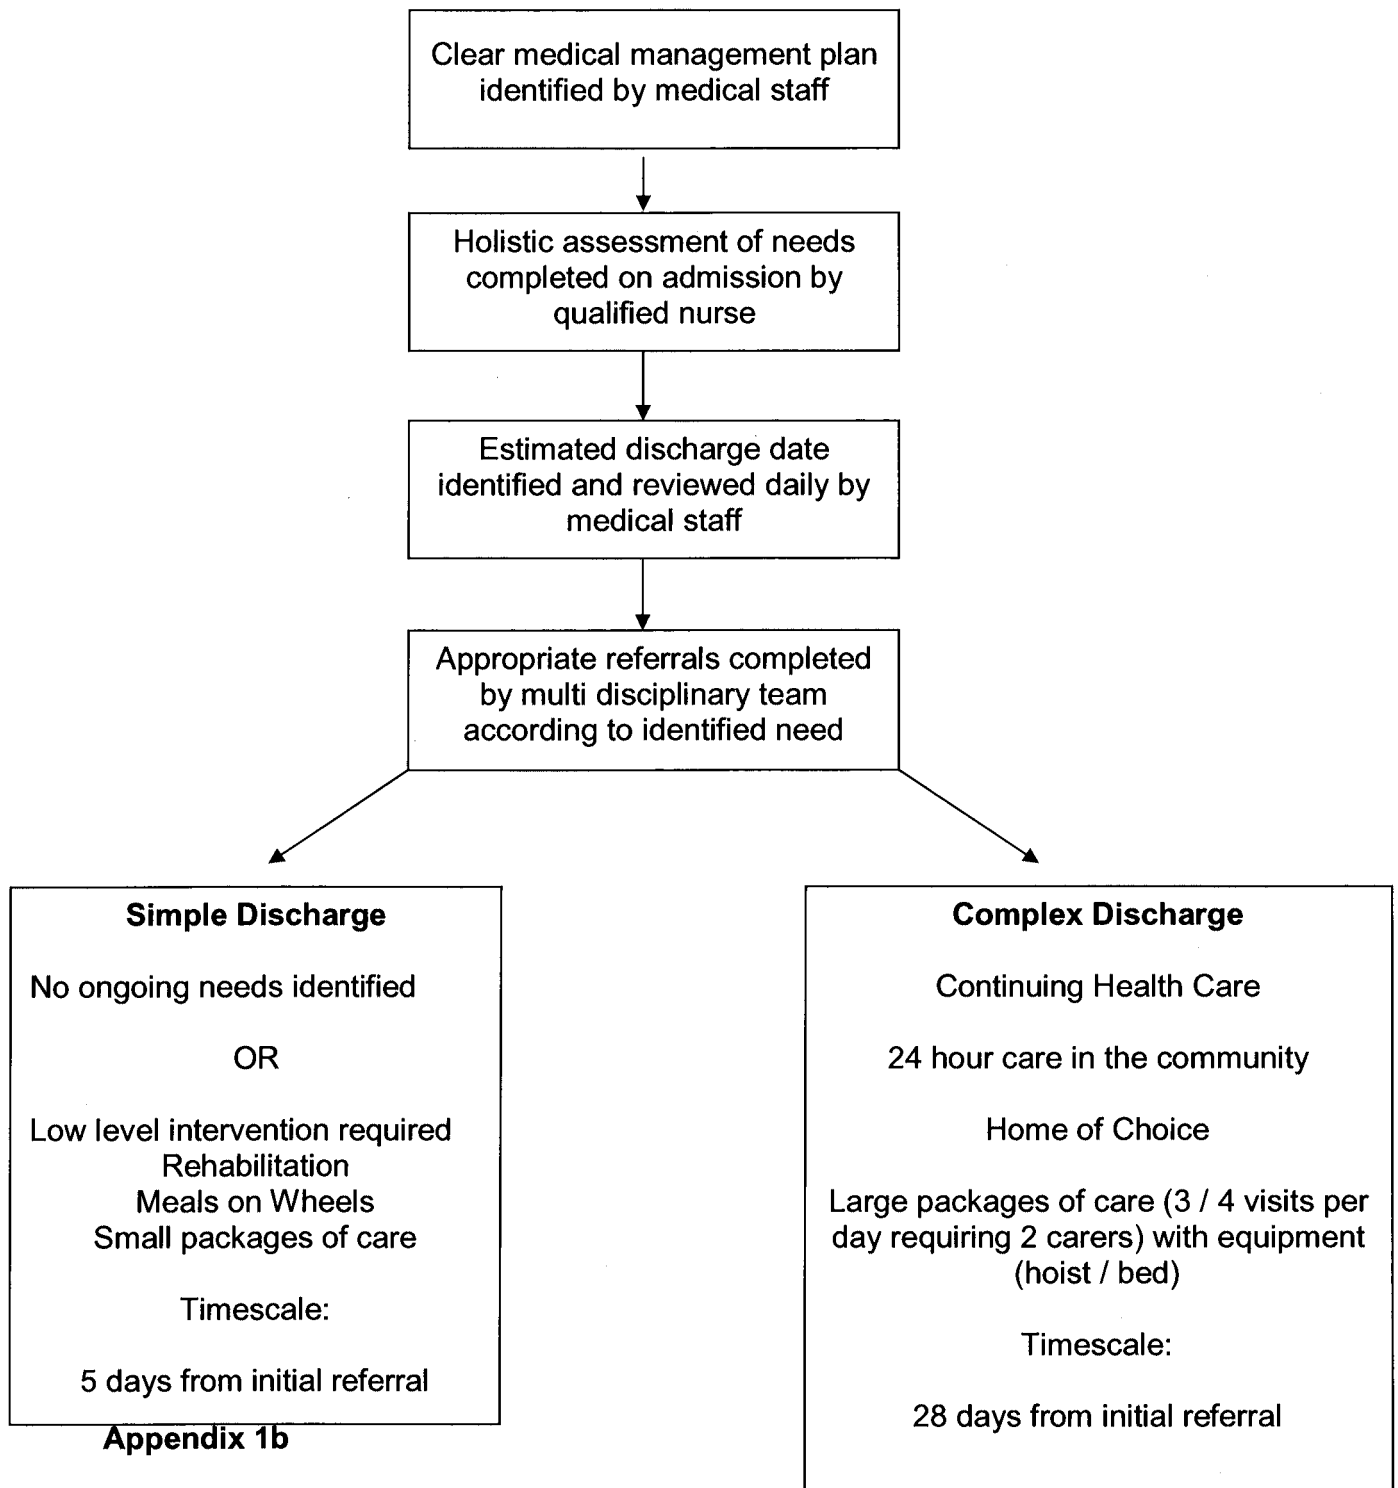 Clear medical management plan
identified by medical staff
Holistic assessment of needs
completed on admission by
qualified nurse
Estimated discharge date
identified and reviewed daily by
medical staff
Appropriate referrals completed
by multi disciplinary team
according to identified need
Simple Discharge
No ongoing needs identified
OR
Low level intervention required
Rehabilitation
Meals on Wheels
Small packages of care
Timescale:
5 days from initial referral
Appendix 1b
Complex Discharge
Continuing Health Care
24 hour care in the community
Home of Choice
Large packages of care (3 / 4 visits per
day requiring 2 carers) with equipment
(hoist / bed)
Timescale:
28 days from initial referral